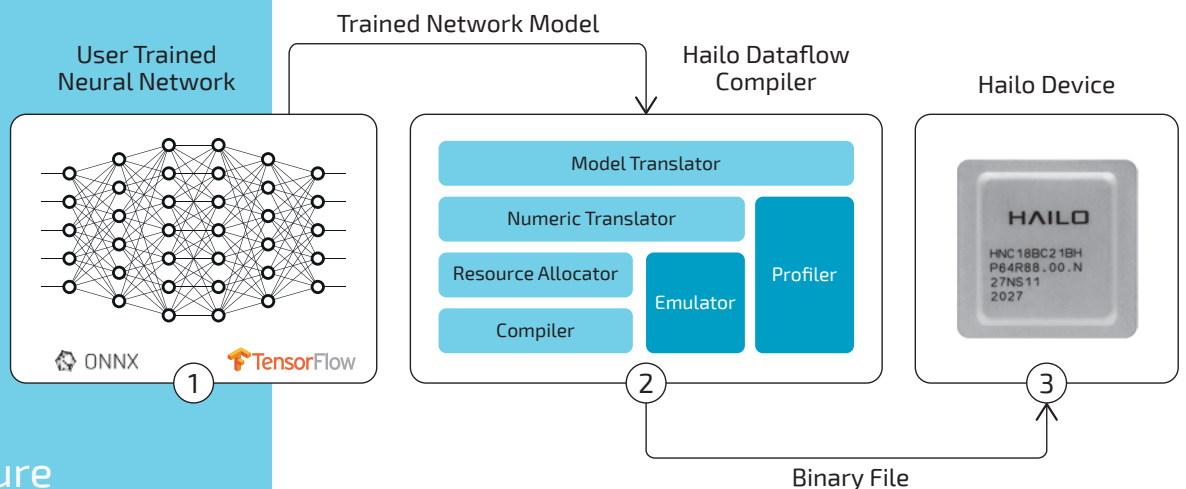 Trained Network Model
User Trained
Neural Network
Hailo Dataflow
Compiler
Hailo Device
Model Translator
Numeric Translator
Resource Allocator
Compiler
Emulator
Profiler
HAILO
HNC18BC21BH
P64R88.00.N
27NS11
2027
ONNX
TensorFlow
1
2
3
Binary File
ure